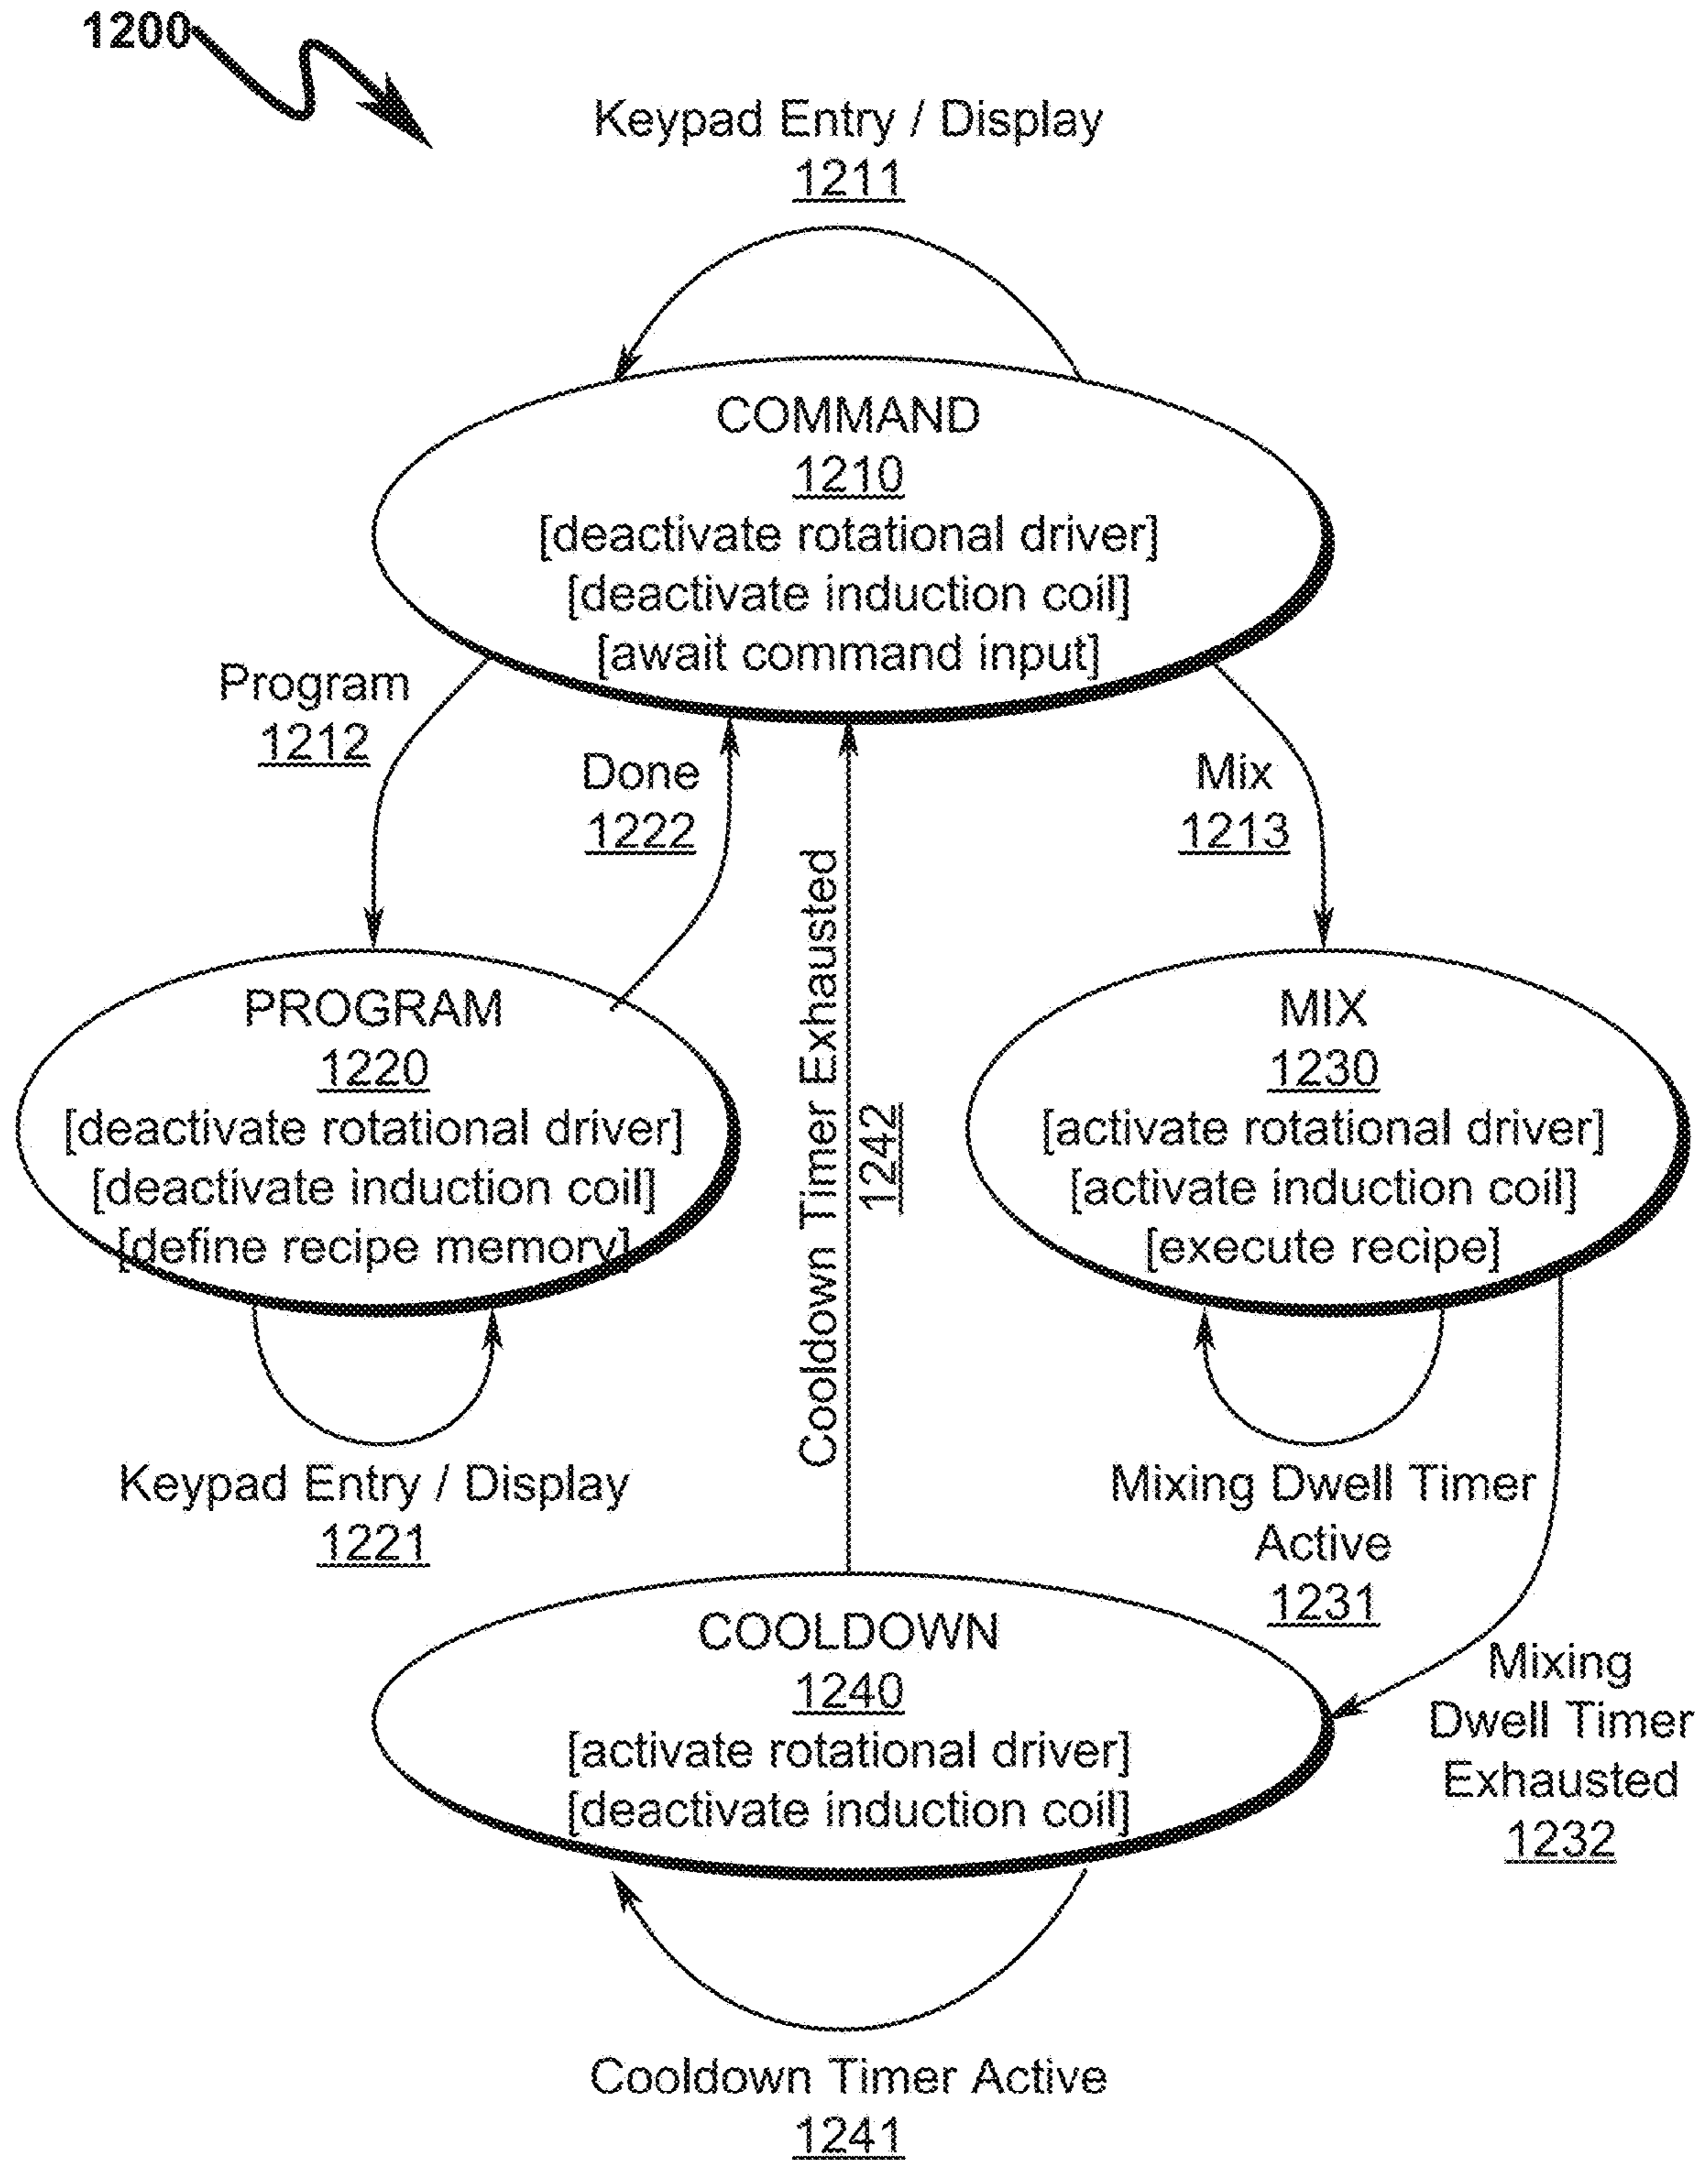 1200
Keypad Entry / Display
1211
COMMAND
1210
[deactivate rotational driver]
[deactivate induction coil]
[await command input]
Program
1212
Done
1222
Mix
1213
Cooldown Timer Exhausted
1242
PROGRAM
1220
[deactivate rotational driver]
[deactivate induction coil]
[define recipe memory]
MIX
1230
[activate rotational driver]
[activate induction coil]
[execute recipe]
Keypad Entry / Display
1221
Mixing Dwell Timer
Active
1231
COOLDOWN
1240
[activate rotational driver]
[deactivate induction coil]
Mixing
Dwell Timer
Exhausted
1232
Cooldown Timer Active
1241